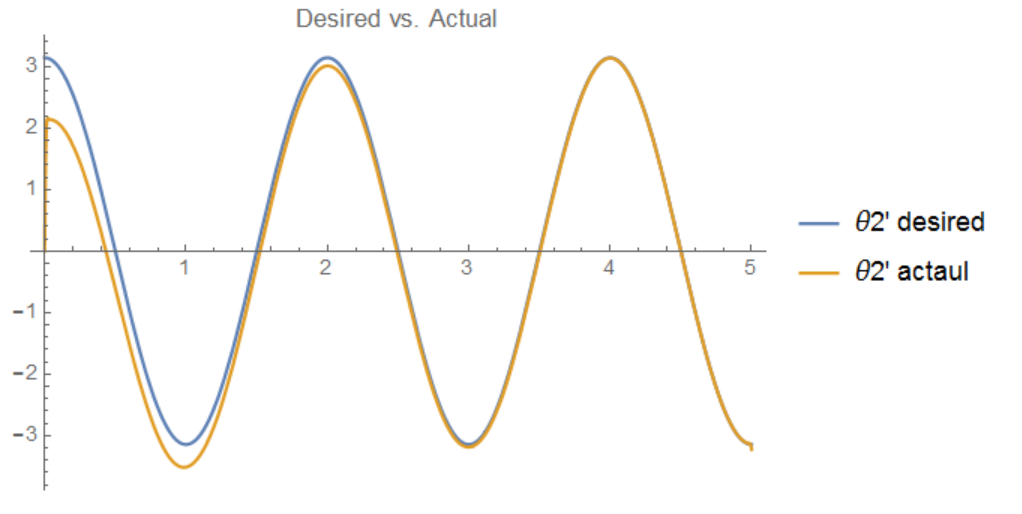 Desired vs. Actual
3
2
1
1 2 3 4 5
−1
−2
−3
θ2' desired
θ2' actaul